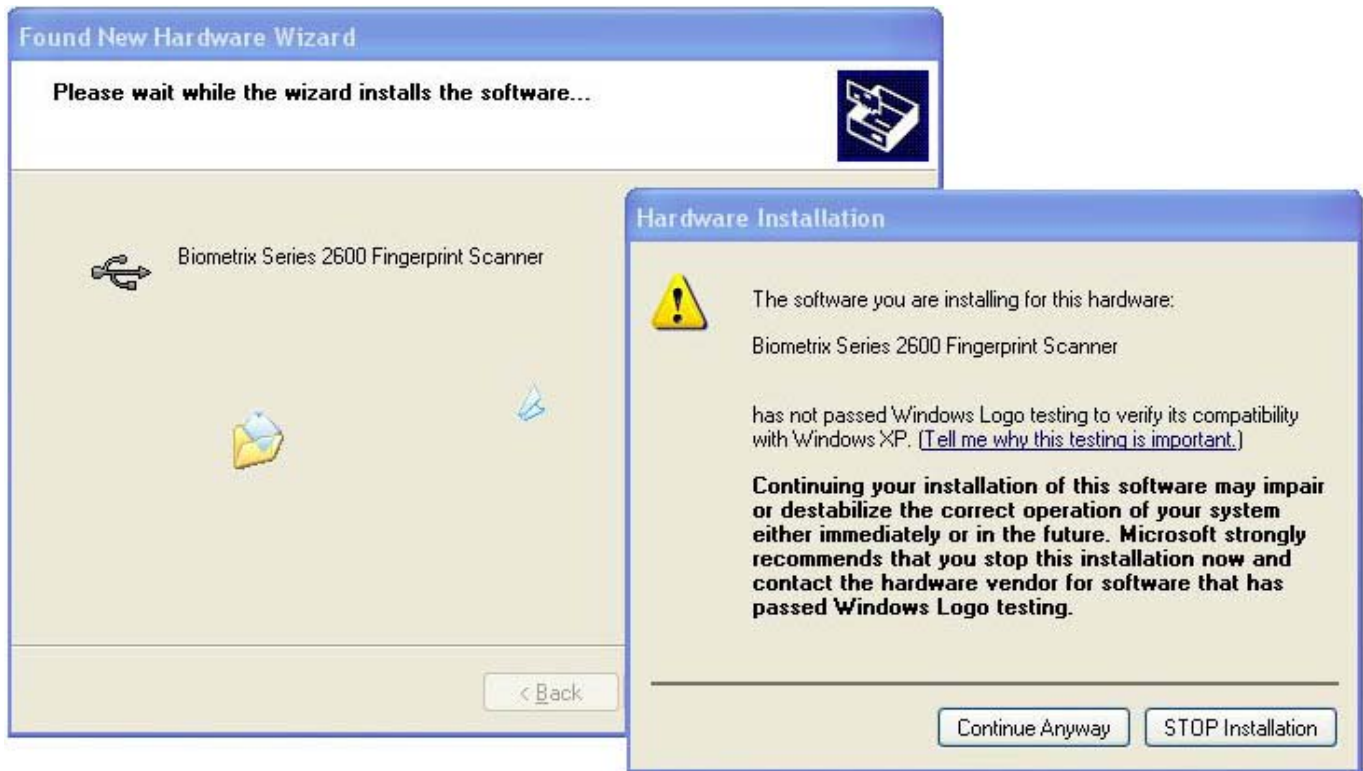 Found New Hardware Wizard
Please wait while the wizard installs the software...
Biometrix Series 2600 Fingerprint Scanner
< Back
Hardware Installation
The software you are installing for this hardware:
Biometrix Series 2600 Fingerprint Scanner
has not passed Windows Logo testing to verify its compatibility
with Windows XP. (Tell me why this testing is important.)
Continuing your installation of this software may impair
or destabilize the correct operation of your system
either immediately or in the future. Microsoft strongly
recommends that you stop this installation now and
contact the hardware vendor for software that has
passed Windows Logo testing.
Continue Anyway
STOP Installation